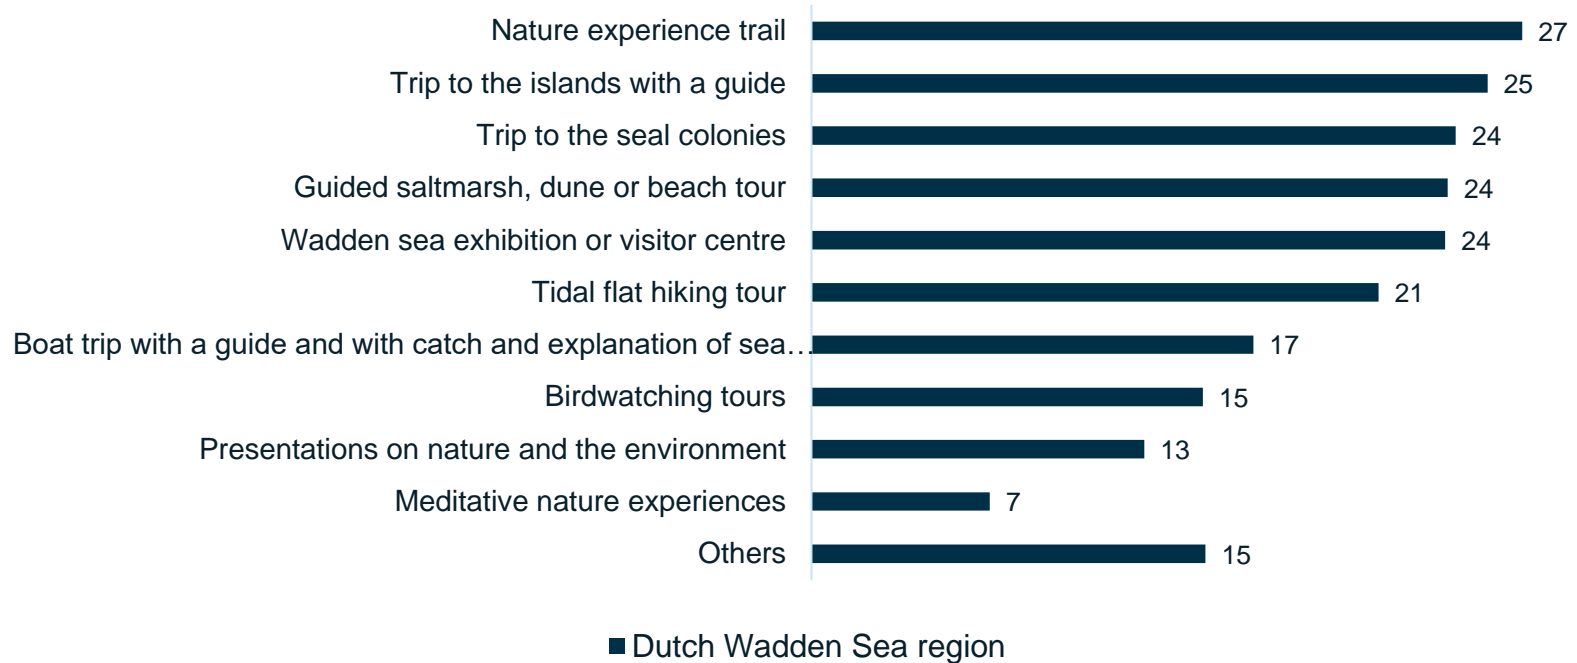 Nature experience trail 27
Trip to the islands with a guide 25
Trip to the seal colonies 24
Guided saltmarsh, dune or beach tour 24
Wadden sea exhibition or visitor centre 24
Tidal flat hiking tour 21
Boat trip with a guide and with catch and explanation of sea… 17
Birdwatching tours 15
Presentations on nature and the environment 13
Meditative nature experiences 7
Others 15
Dutch Wadden Sea region